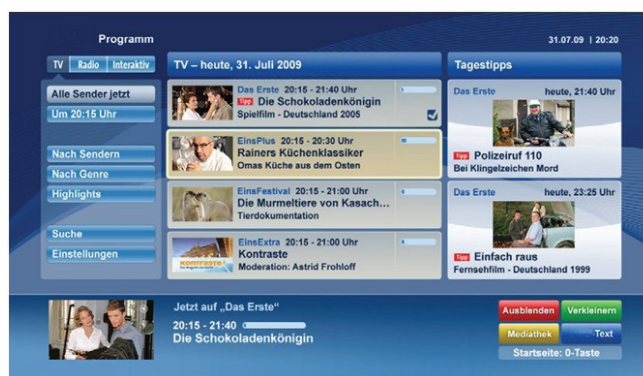 Programm
31.07.09 | 20:20
TV Radio Interaktiv
Alle Sender jetzt
Um 20:15 Uhr
Nach Sendern
Nach Genre
Highlights
Suche
Einstellungen
TV – heute, 31. Juli 2009
Das Erste 20:15 - 21:40 Uhr
Tipp Die Schokoladenkönigin
Spielfilm - Deutschland 2005
EinsPlus 20:15 - 20:30 Uhr
Rainers Küchenklassiker
Omas Küche aus dem Osten
EinsFestival 20:15 - 21:00 Uhr
Die Murmeltiere von Kasach...
Tierdokumentation
EinsExtra 20:15 - 21:00 Uhr
Kontraste
Moderation: Astrid Frohloff
KONTRASTE
Tagestipps
Das Erste heute, 21:40 Uhr
Tipp Polizeiruf 110
Bei Klingelzeichen Mord
Das Erste heute, 23:25 Uhr
Tipp Einfach raus
Fernsehfilm - Deutschland 1999
Jetzt auf „Das Erste“
20:15 - 21:40
Die Schokoladenkönigin
Ausblenden Verkleinern
Mediathek Text
Startseite: 0-Taste